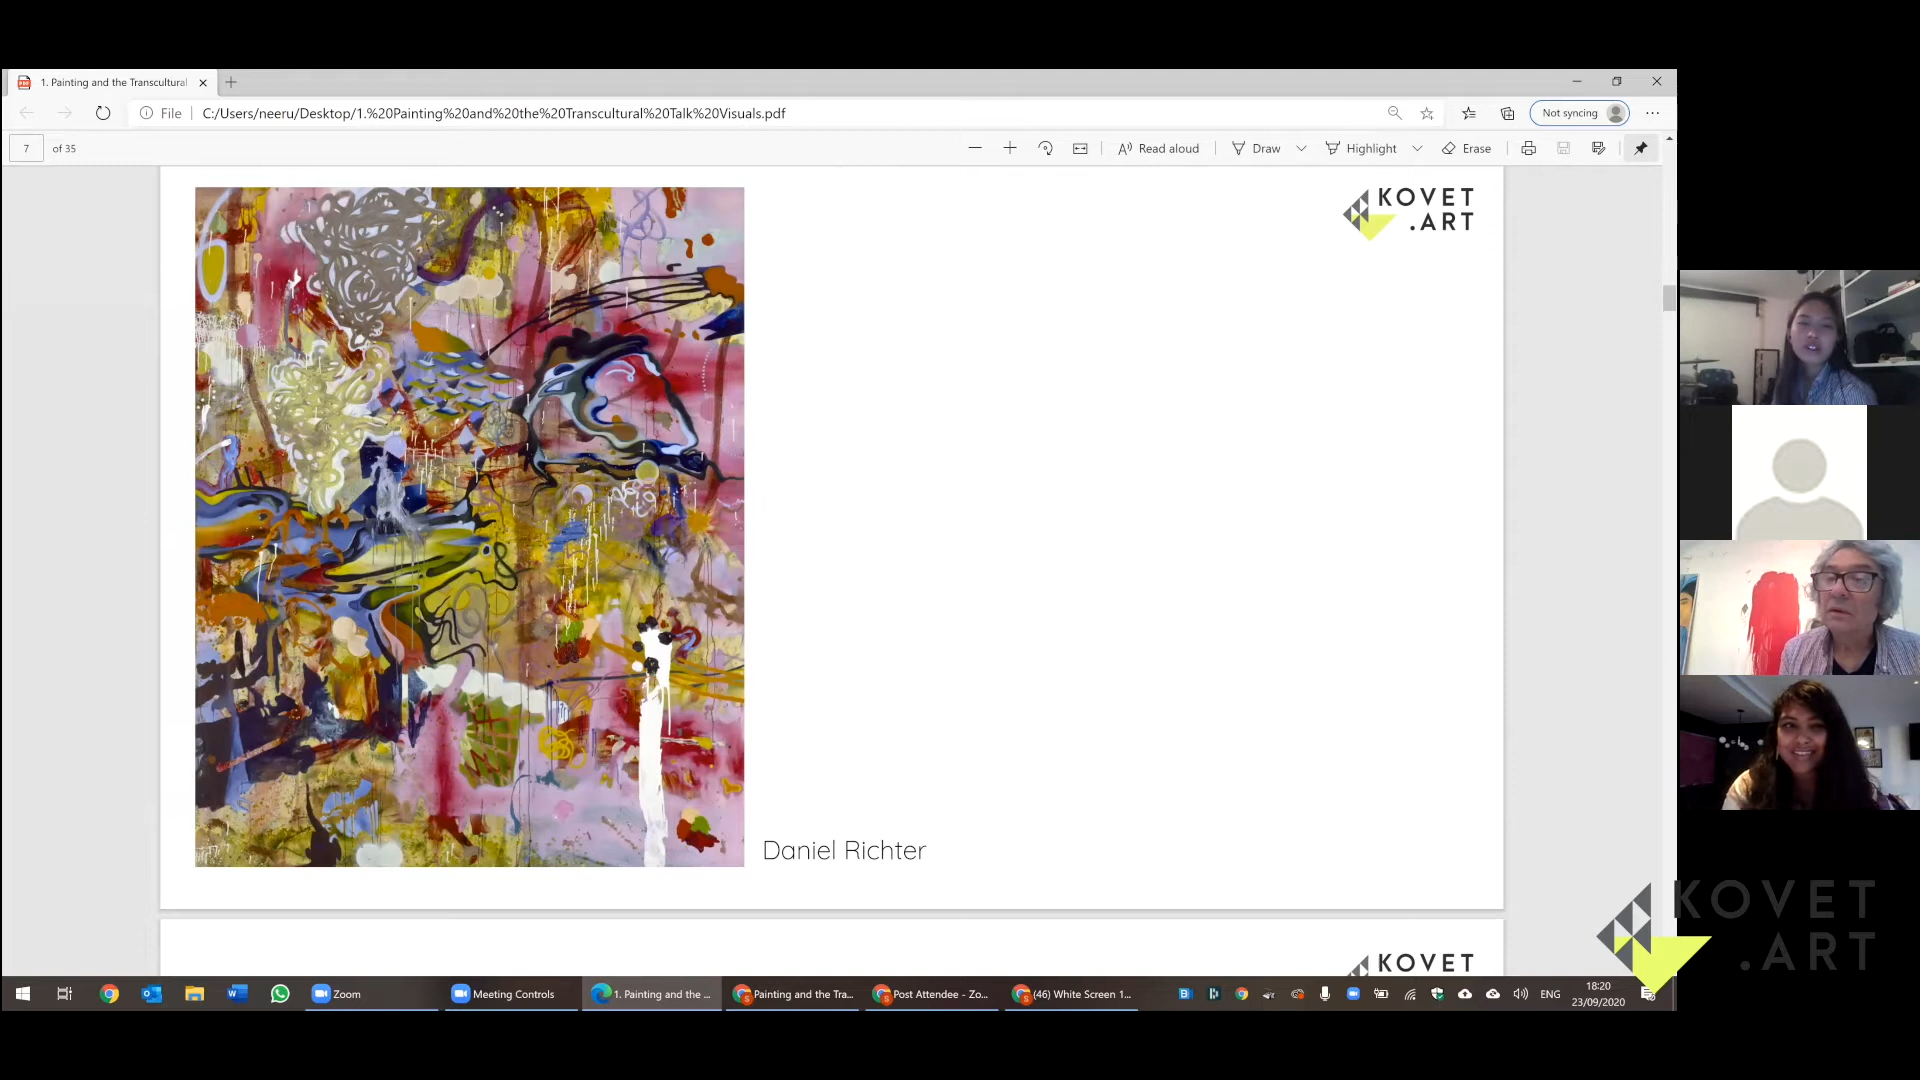 1. Painting and the Transcultural
File
C:/Users/neeru/Desktop/1.%20Painting%20and%20the%20Transcultural%20Talk%20Visuals.pdf
Not syncing
7 of 35
Read aloud
Draw
Highlight
Erase
KOVET
.ART
Daniel Richter
KOVET
KOVET
.ART
Zoom
Meeting Controls
1. Painting and the ...
Painting and the Tra...
Post Attendee - Zo...
(46) White Screen 1...
ENG
18:20
23/09/2020